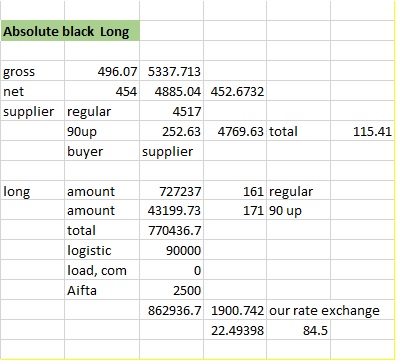 Absolute black Long
gross 496.07 5337.713
net 454 4885.04 452.6732
supplier regular 4517
90up 252.63 4769.63 total 115.41
buyer supplier
long amount 727237 161 regular
amount 43199.73 171 90 up
total 770436.7
logistic 90000
load, com 0
Aifta 2500
862936.7 1900.742 our rate exchange
22.49398 84.5